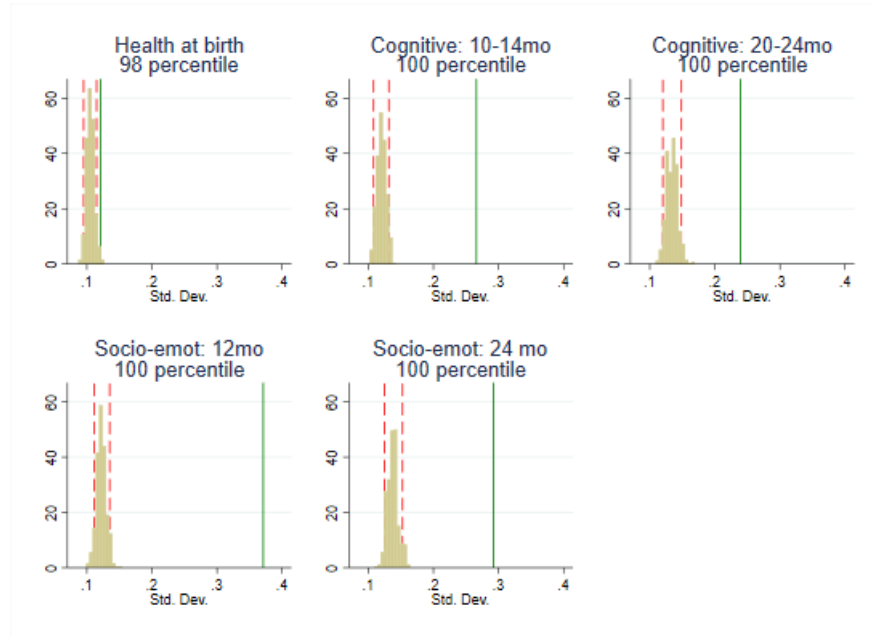 Health at birth
98 percentile
60
40
20
0
.1 .2 .3 .4
Std. Dev.
Cognitive: 10-14mo
100 percentile
60
40
20
0
.1 .2 .3 .4
Std. Dev.
Cognitive: 20-24mo
100 percentile
60
40
20
0
.1 .2 .3 .4
Std. Dev.
Socio-emot: 12mo
100 percentile
60
40
20
0
.1 .2 .3 .4
Std. Dev.
Socio-emot: 24 mo
100 percentile
60
40
20
0
.1 .2 .3 .4
Std. Dev.